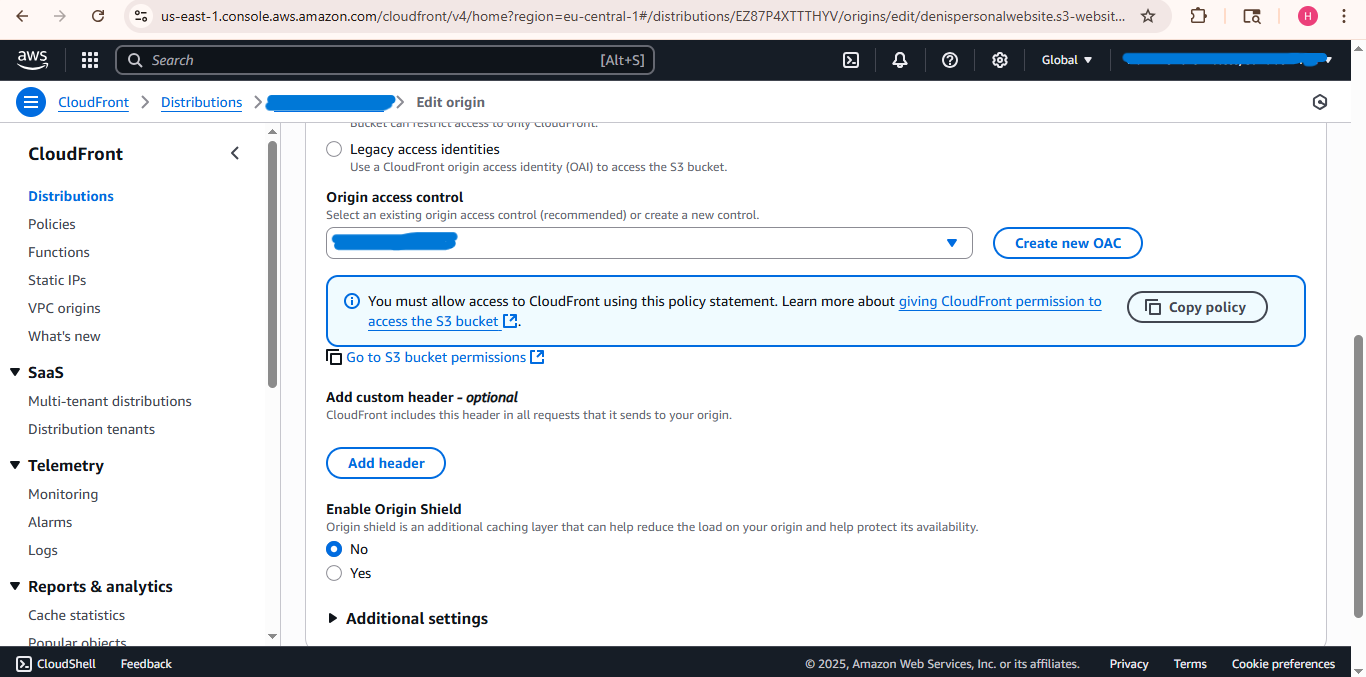 us-east-1.console.aws.amazon.com/cloudfront/v4/home?region=eu-central-1#/distributions/EZ87P4XTTTHYV/origins/edit/denispersonalwebsite.s3-websit...
H
aws
Search
[Alt+S]
Global
CloudFront
Distributions
Edit origin
CloudFront
Distributions
Policies
Functions
Static IPs
VPC origins
What's new
SaaS
Multi-tenant distributions
Distribution tenants
Telemetry
Monitoring
Alarms
Logs
Reports & analytics
Cache statistics
Popular objects
Bucket can restrict access to only CloudFront.
Legacy access identities
Use a CloudFront origin access identity (OAI) to access the S3 bucket.
Origin access control
Select an existing origin access control (recommended) or create a new control.
Create new OAC
You must allow access to CloudFront using this policy statement. Learn more about giving CloudFront permission to
access the S3 bucket.
Copy policy
Go to S3 bucket permissions
Add custom header - optional
CloudFront includes this header in all requests that it sends to your origin.
Add header
Enable Origin Shield
Origin shield is an additional caching layer that can help reduce the load on your origin and help protect its availability.
No
Yes
Additional settings
CloudShell
Feedback
© 2025, Amazon Web Services, Inc. or its affiliates.
Privacy
Terms
Cookie preferences